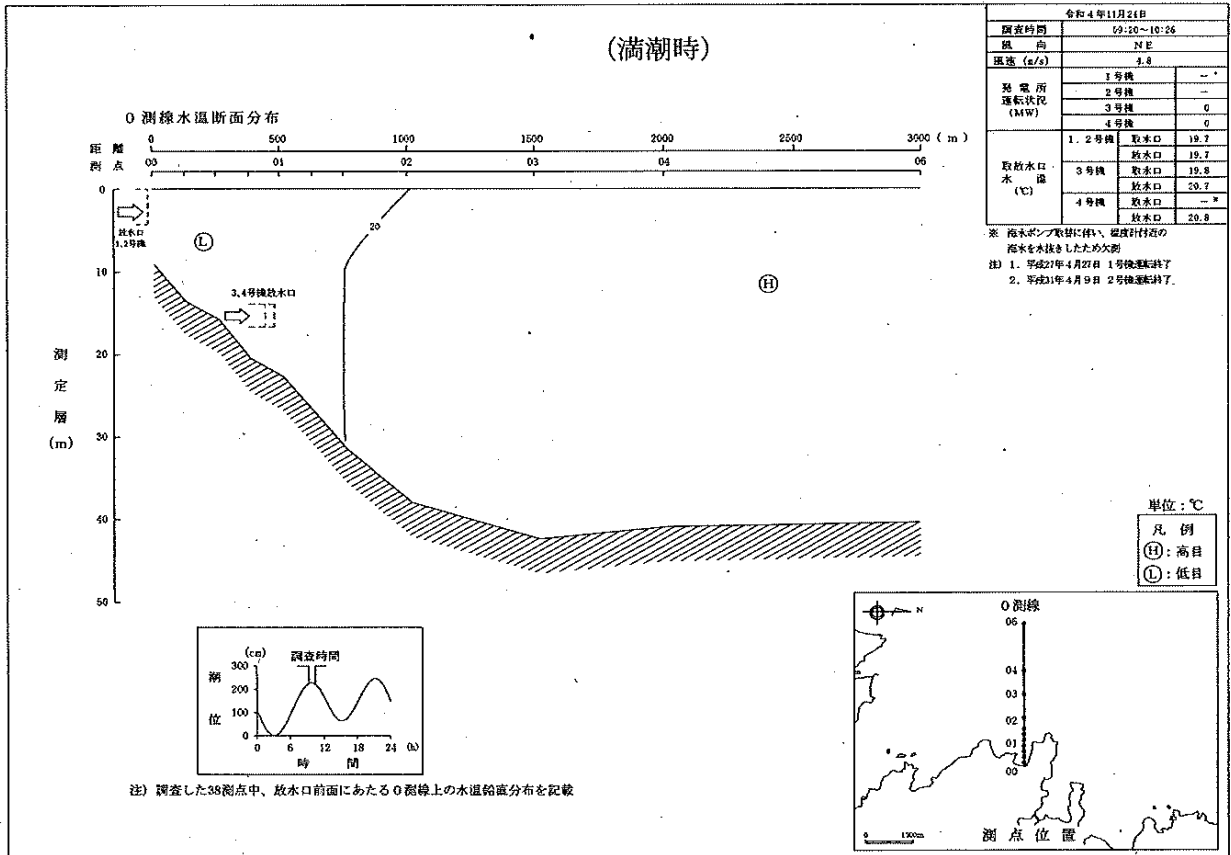 (満潮時)
令和4年11月24日
調査時間 09:20~10:26
風 向 NE
風速 (m/s) 4.8
発電所運転状況 (MW)
1号機 - *
2号機 -
3号機 0
4号機 0
取放水口水温 (℃)
1. 2号機 取水口 19.7
放水口 19.7
3号機 取水口 19.8
放水口 20.7
4号機 取水口 - *
放水口 20.8
※ 海水ポンプ取替に伴い、温度計付近の
海水を水抜きしたため欠測
注) 1. 平成27年4月27日 1号機運転終了
2. 平成31年4月9日 2号機運転終了
0 測線水温断面分布
距離 0 500 1000 1500 2000 2500 3000 (m)
測点 00 01 02 03 04 06
測定層 (m)
0
10
20
30
40
50
放水口
1,2号機
3,4号機放水口
20
L
H
単位:℃
凡 例
H:高目
L:低目
(cm)
調査時間
潮位
300
200
100
0
0 6 12 18 24 (h)
時 間
注) 調査した38測点中、放水口前面にあたる0測線上の水温鉛直分布を記載
N
0測線
06
04
03
02
01
00
0 1500m
測点位置